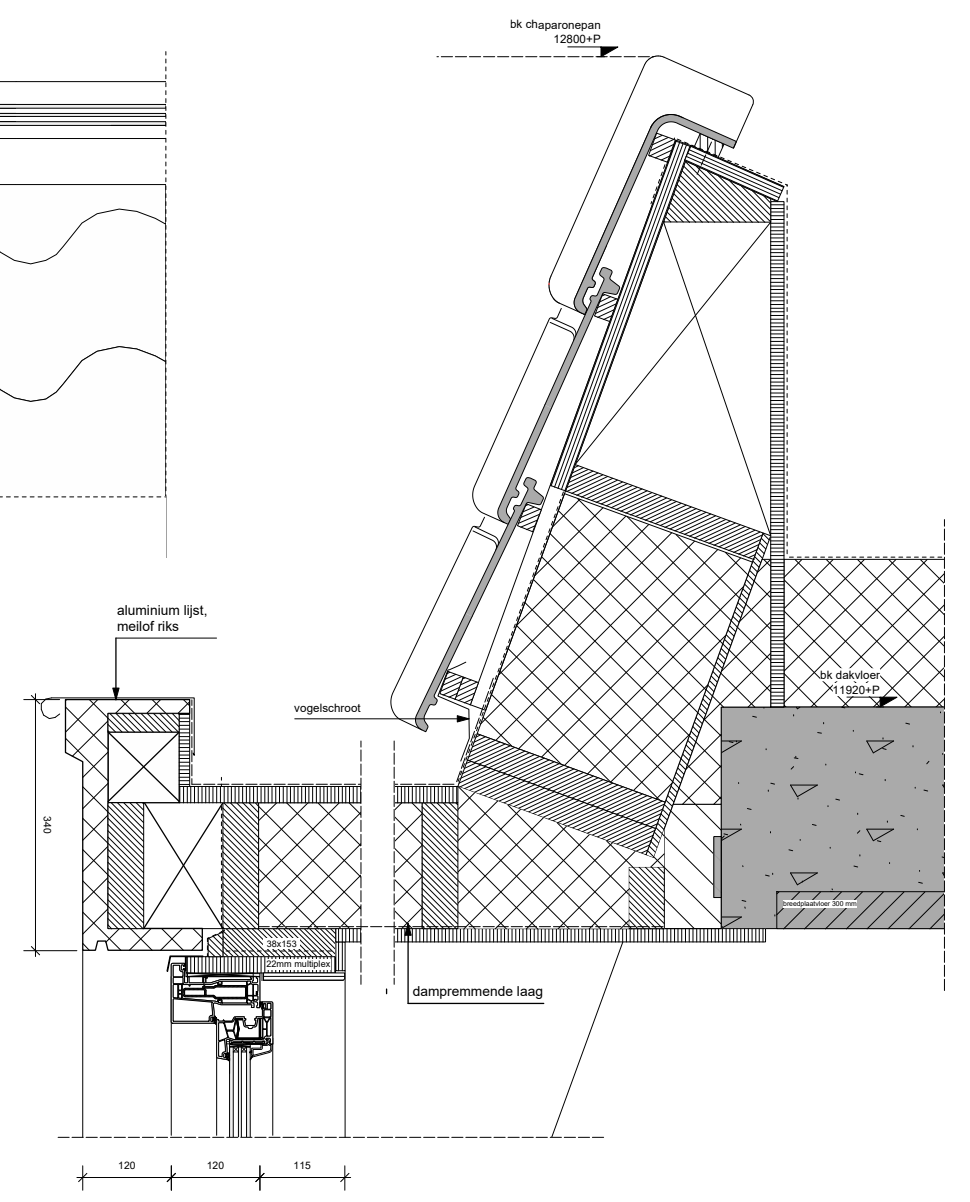 bk chaparonepan
12800+P
aluminium lijst,
meilof riks
bk dakvloer
11920+P
vogelschroot
340
breedplaatvloer 300 mm
38x153
22mm multiplex
dampremmende laag
120
120
115